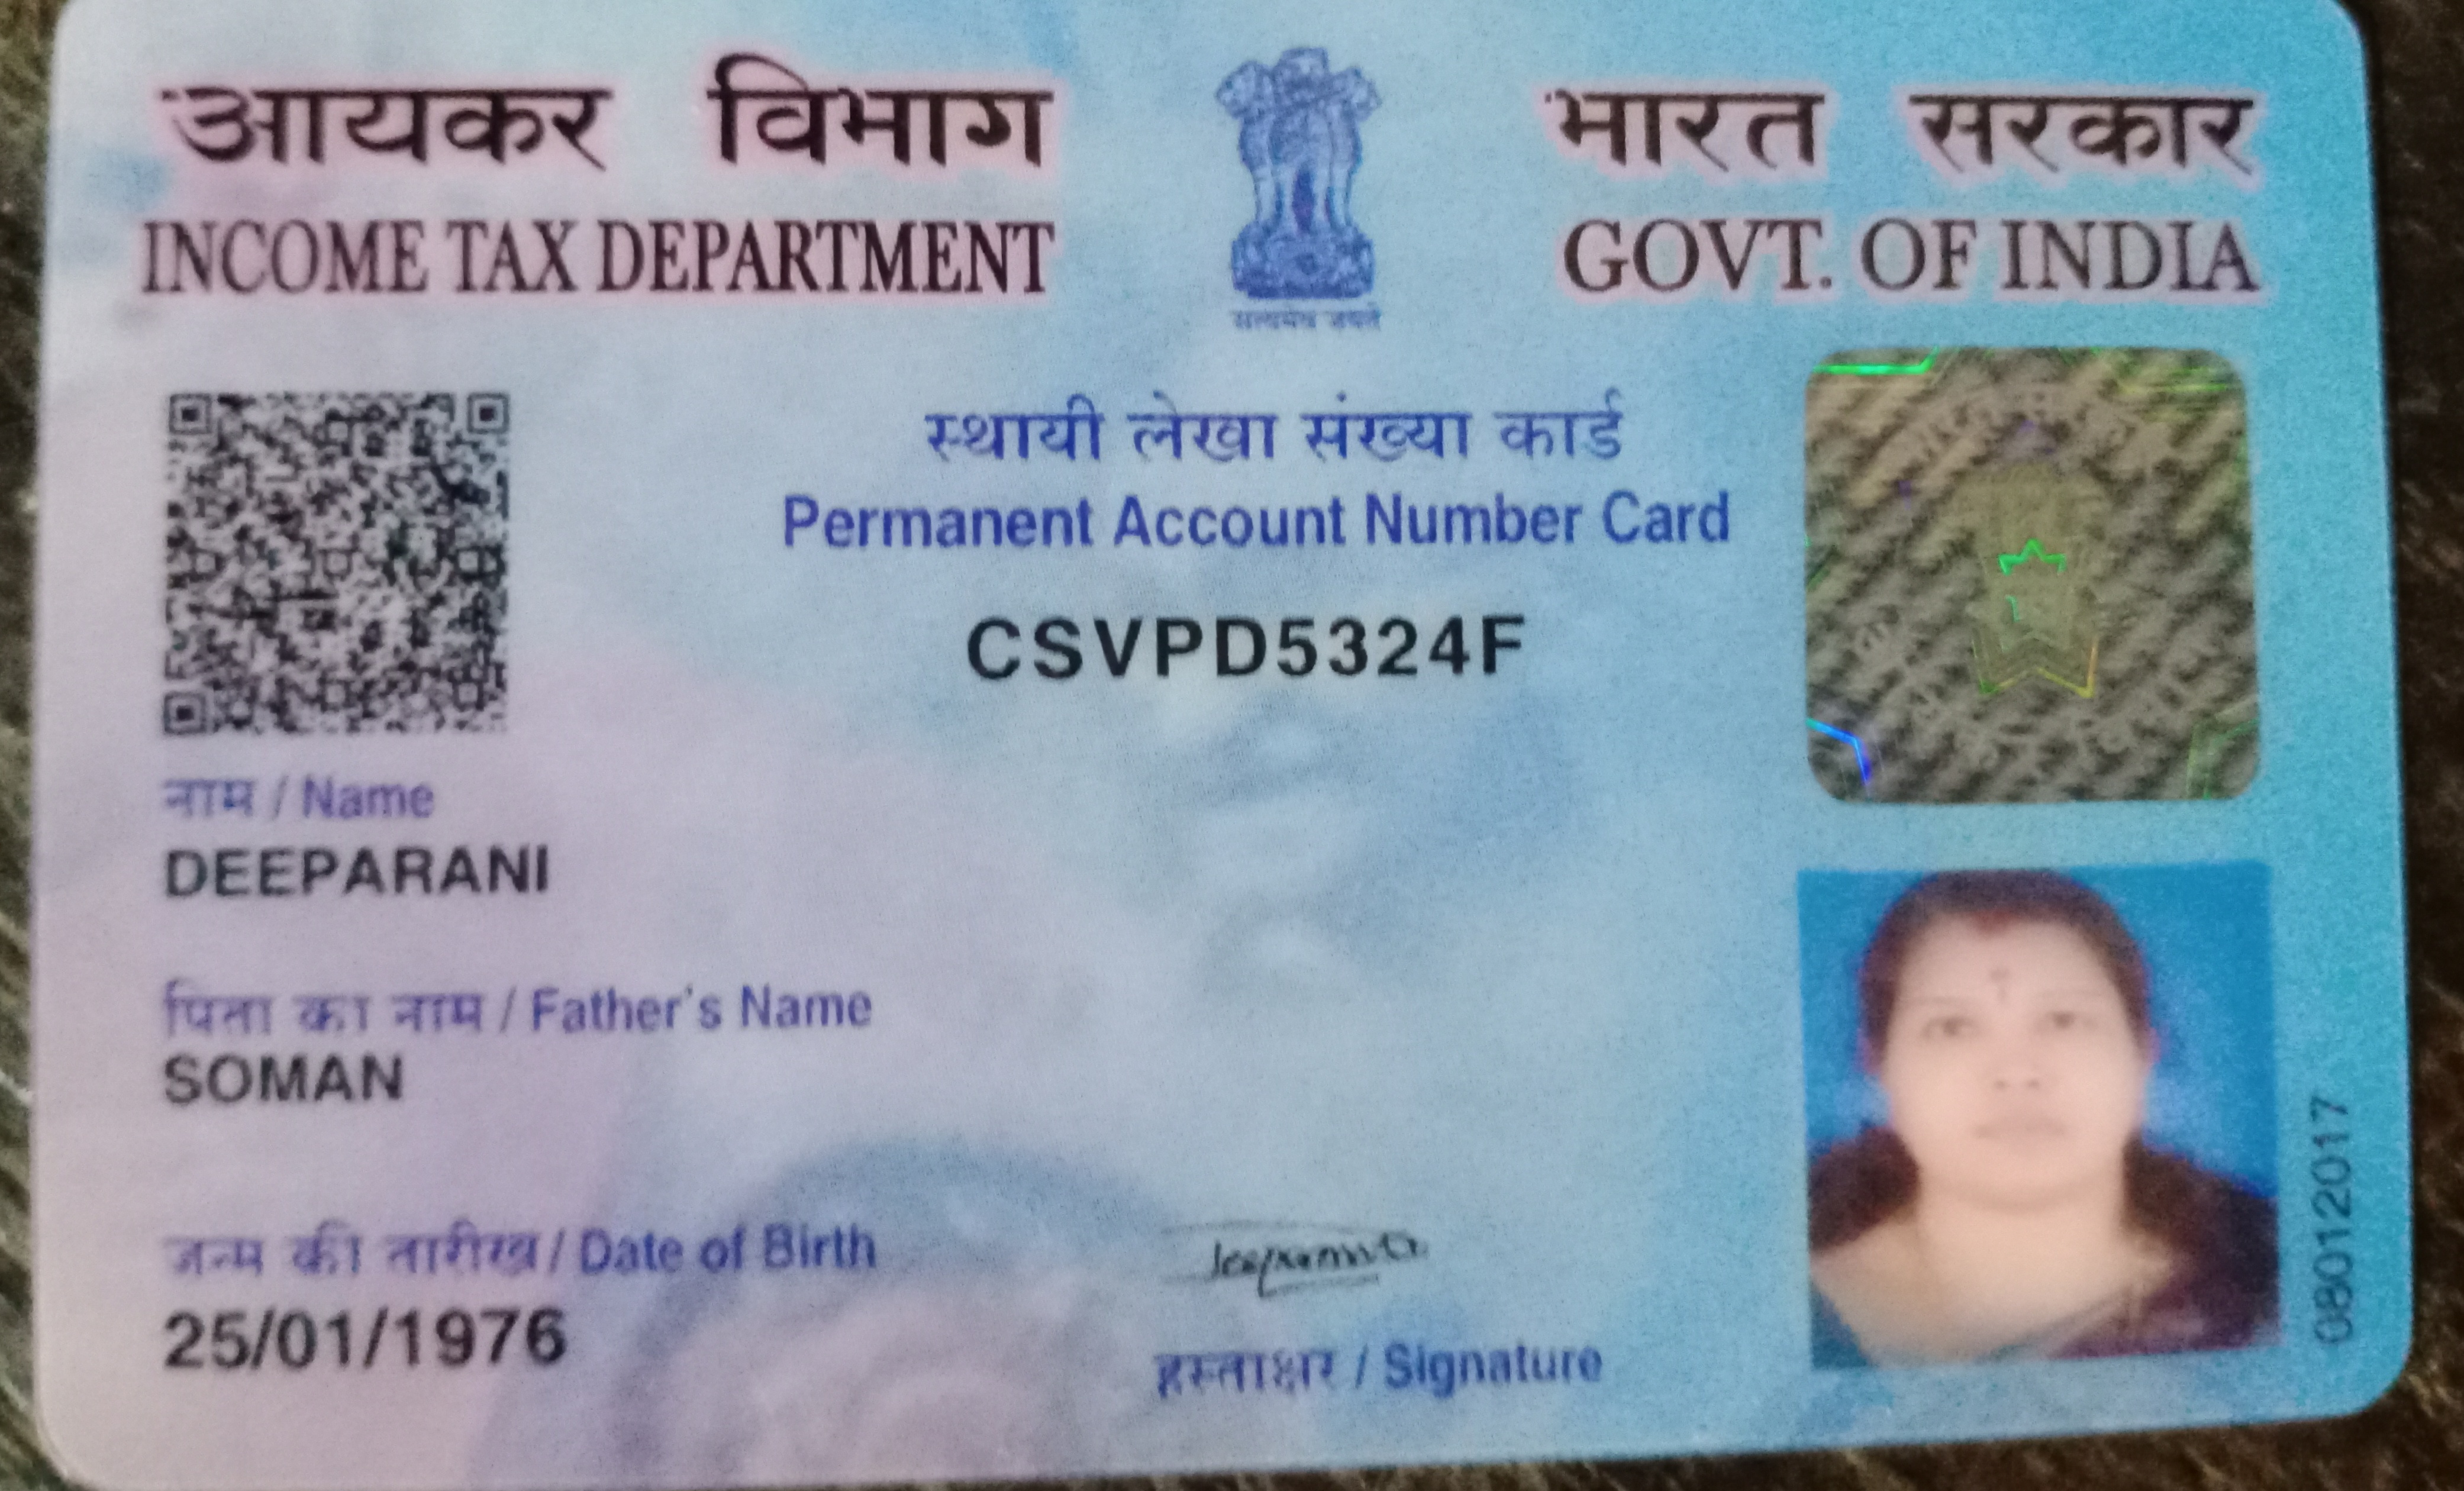 आयकर विभाग
INCOME TAX DEPARTMENT
भारत सरकार
GOVT. OF INDIA
सत्यमेव जयते
स्थायी लेखा संख्या कार्ड
Permanent Account Number Card
CSVPD5324F
नाम / Name
DEEPARANI
पिता का नाम / Father's Name
SOMAN
जन्म की तारीख / Date of Birth
25/01/1976
हस्ताक्षर / Signature
08012017